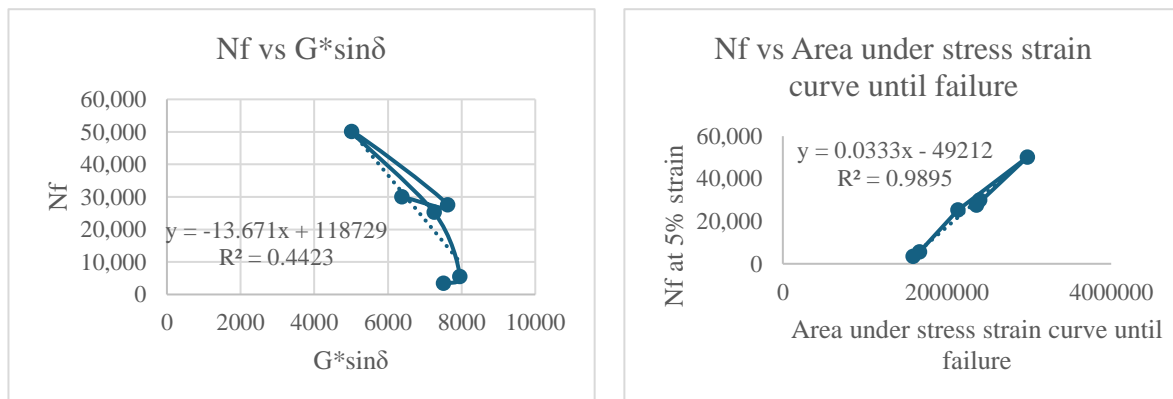 Nf vs G*sinδ
60,000
50,000
40,000
30,000
20,000
10,000
0
Nf
y = -13.671x + 118729
R² = 0.4423
0 2000 4000 6000 8000 10000
G*sinδ
Nf vs Area under stress strain
curve until failure
60,000
40,000
20,000
0
Nf at 5% strain
y = 0.0333x - 49212
R² = 0.9895
0 2000000 4000000
Area under stress strain curve until
failure